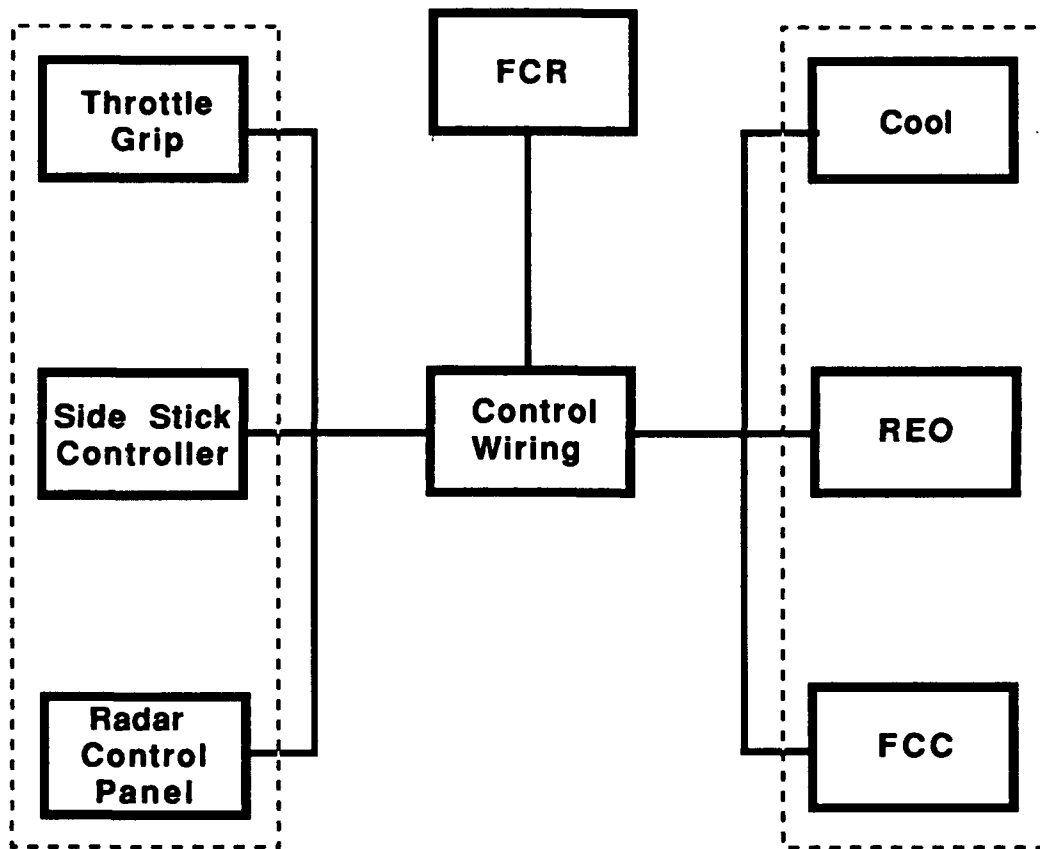 Throttle
Grip
FCR
Cool
Side Stick
Controller
Control
Wiring
REO
Radar
Control
Panel
FCC